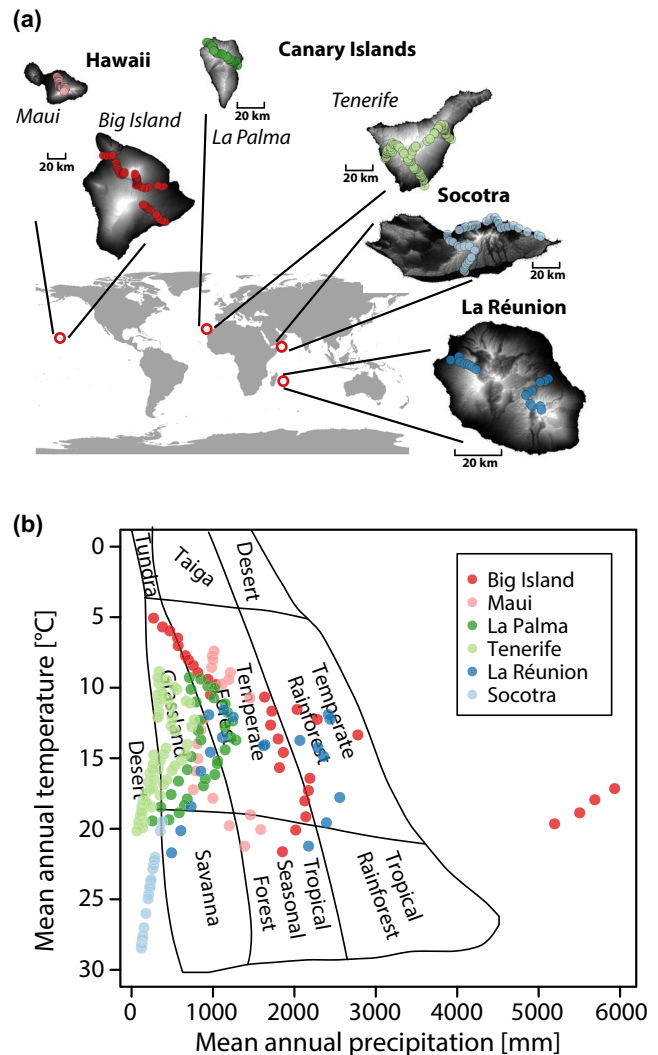 (a)
Hawaii
Canary Islands
Maui
Big Island
La Palma
Tenerife
20 km
20 km
20 km
20 km
Socotra
20 km
La Réunion
20 km
(b)
Mean annual temperature [°C]
0
5
10
15
20
25
30
Tundra
Taiga
Desert
Desert
Grassland
Temperate
Forest
Temperate
Rainforest
Savanna
Tropical
Seasonal
Forest
Tropical
Rainforest
Big Island
Maui
La Palma
Tenerife
La Réunion
Socotra
0 1000 2000 3000 4000 5000 6000
Mean annual precipitation [mm]